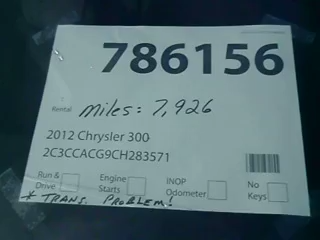 786156
Rental Miles: 7,926
2012 Chrysler 300
2C3CCACG9CH283571
Run & Drive Engine Starts INOP Odometer No Keys
* TRANS. PROBLEM!